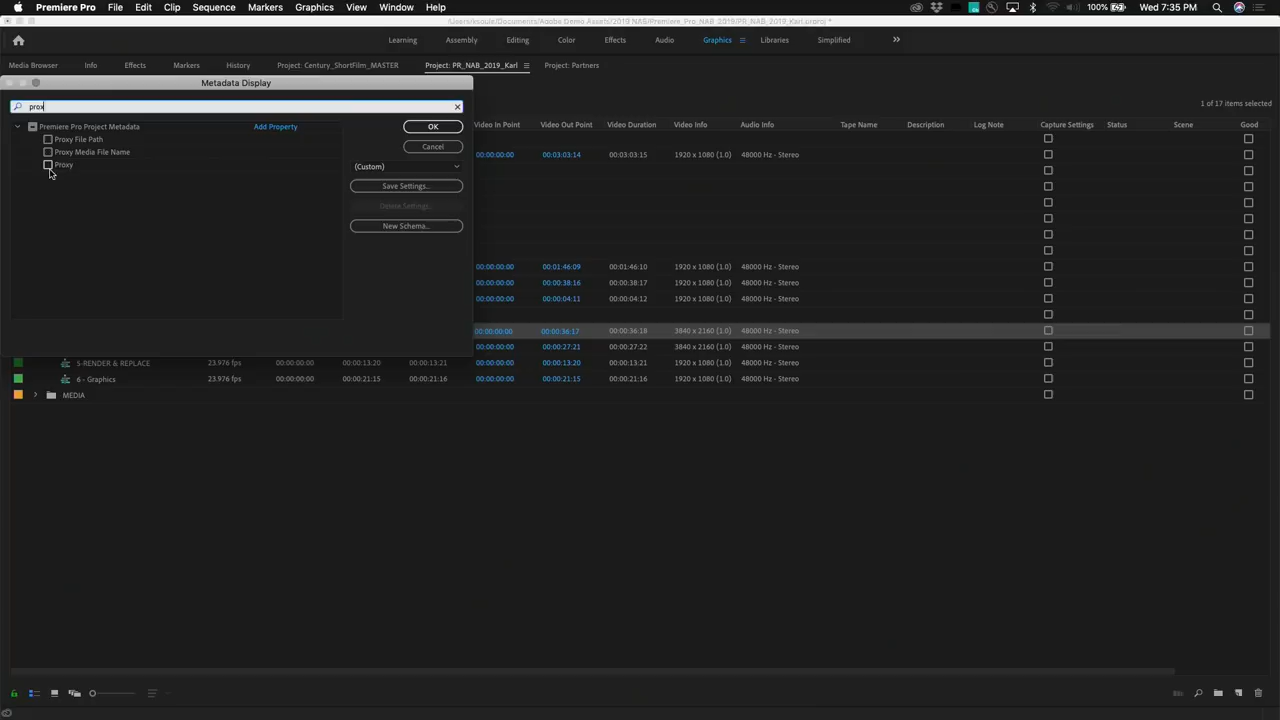 Premiere Pro File Edit Clip Sequence Markers Graphics View Window Help 100% Wed 7:35 PM
/Users/ksoule/Documents/Adobe Demo Assets/2019 NAB/Premiere_Pro_NAB_2019/PR_NAB_2019_Karl.prproj *
Learning Assembly Editing Color Effects Audio Graphics Libraries Simplified
Media Browser Info Effects Markers History Project: Century_ShortFilm_MASTER Project: PR_NAB_2019_Karl Project: Partners
Metadata Display
prox
1 of 17 items selected
Premiere Pro Project Metadata Add Property OK
Proxy File Path
Proxy Media File Name Cancel
Proxy (Custom)
Save Settings...
Delete Settings...
New Schema...
Video In Point Video Out Point Video Duration Video Info Audio Info Tape Name Description Log Note Capture Settings Status Scene Good
00:00:00:00 00:03:03:14 00:03:03:15 1920 x 1080 (1.0) 48000 Hz - Stereo
00:00:00:00 00:01:46:09 00:01:46:10 1920 x 1080 (1.0) 48000 Hz - Stereo
00:00:00:00 00:00:38:16 00:00:38:17 1920 x 1080 (1.0) 48000 Hz - Stereo
00:00:00:00 00:00:04:11 00:00:04:12 1920 x 1080 (1.0) 48000 Hz - Stereo
00:00:00:00 00:00:36:17 00:00:36:18 3840 x 2160 (1.0) 48000 Hz - Stereo
00:00:00:00 00:00:27:21 00:00:27:22 3840 x 2160 (1.0) 48000 Hz - Stereo
5-RENDER & REPLACE 23.976 fps 00:00:00:00 00:00:13:20 00:00:13:21 00:00:00:00 00:00:13:20 00:00:13:21 1920 x 1080 (1.0) 48000 Hz - Stereo
6 - Graphics 23.976 fps 00:00:00:00 00:00:21:15 00:00:21:16 00:00:00:00 00:00:21:15 00:00:21:16 1920 x 1080 (1.0) 48000 Hz - Stereo
MEDIA